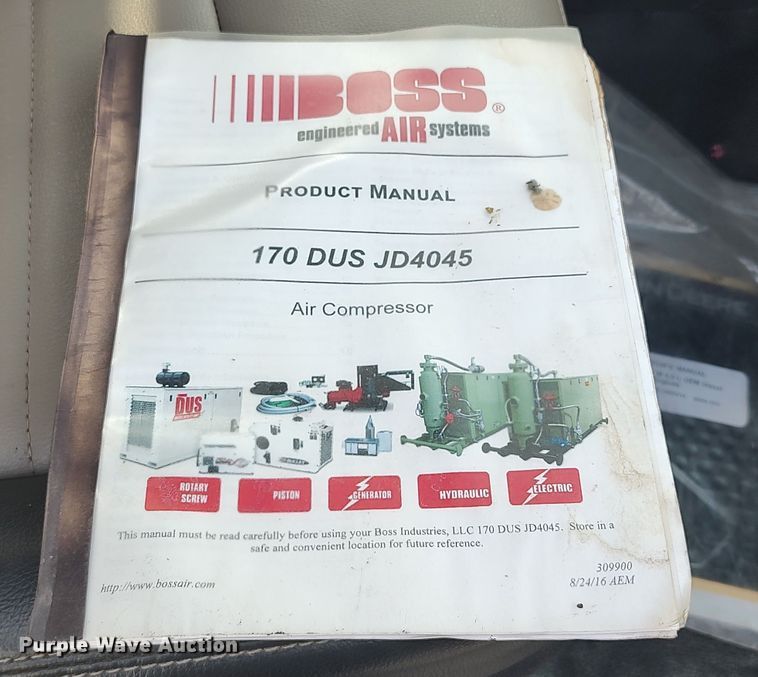 BOSS®
engineered AIR systems
PRODUCT MANUAL
170 DUS JD4045
Air Compressor
DUS
ROTARY
SCREW
PISTON
GENERATOR
HYDRAULIC
ELECTRIC
This manual must be read carefully before using your Boss Industries, LLC 170 DUS JD4045. Store in a
safe and convenient location for future reference.
309900
http://www.bossair.com
8/24/16 AEM
MANUAL
Purple Wave Auction